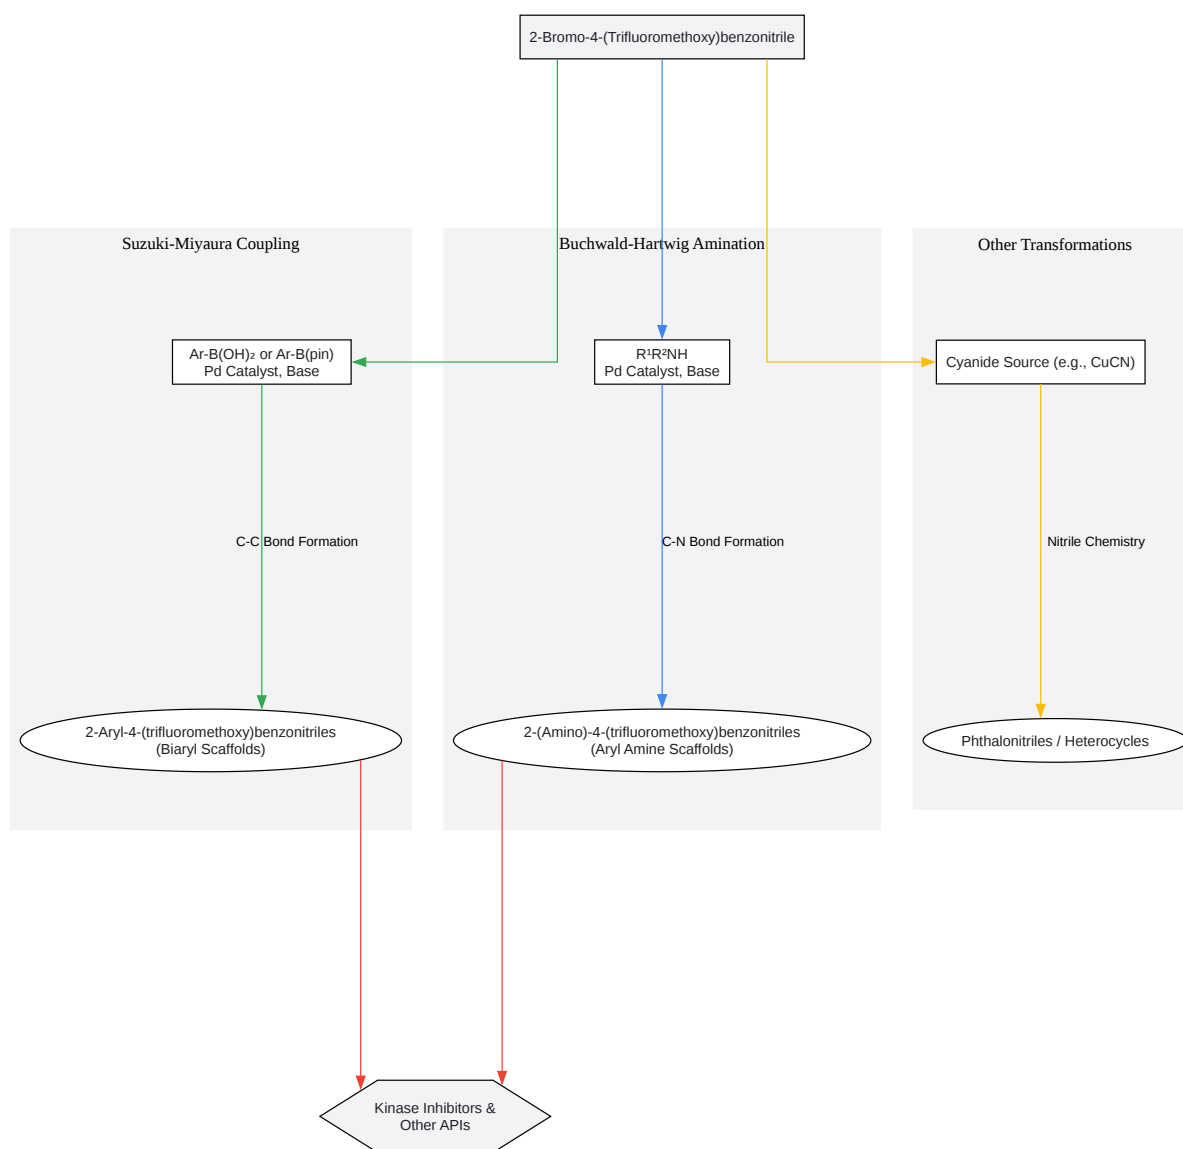 2-Bromo-4-(Trifluoromethoxy)benzonitrile
Suzuki-Miyaura Coupling
Buchwald-Hartwig Amination
Other Transformations
Ar-B(OH)₂ or Ar-B(pin)
Pd Catalyst, Base
R¹R²NH
Pd Catalyst, Base
Cyanide Source (e.g., CuCN)
C-C Bond Formation
C-N Bond Formation
Nitrile Chemistry
2-Aryl-4-(trifluoromethoxy)benzonitriles
(Biaryl Scaffolds)
2-(Amino)-4-(trifluoromethoxy)benzonitriles
(Aryl Amine Scaffolds)
Phthalonitriles / Heterocycles
Kinase Inhibitors &
Other APIs